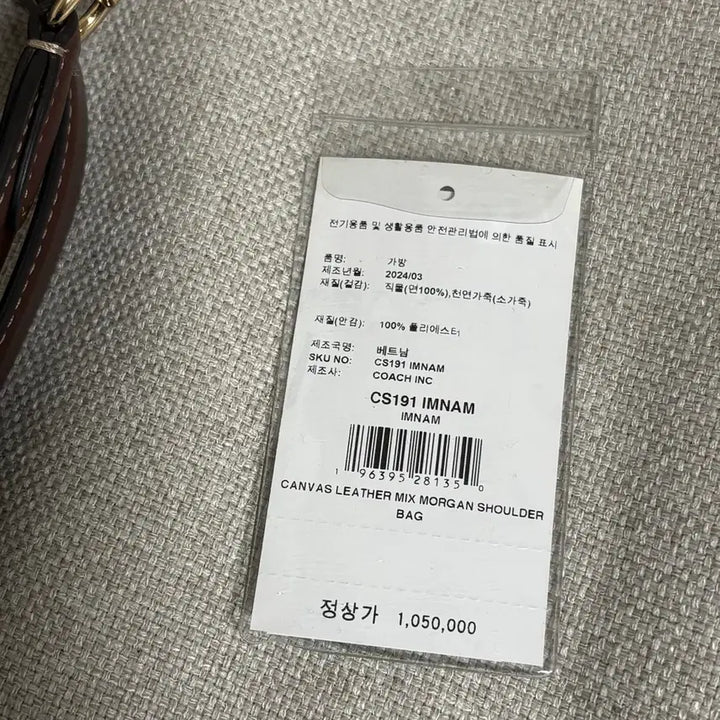 전기용품 및 생활용품 안전관리법에 의한 품질 표시
품명: 가방
제조년월: 2024/03
재질(겉감): 직물(면100%),천연가죽(소가죽)
재질(안감): 100% 폴리에스터
제조국명: 베트남
SKU NO: CS191 IMNAM
제조사: COACH INC
CS191 IMNAM
IMNAM
1 96395 28135 0
CANVAS LEATHER MIX MORGAN SHOULDER
BAG
정상가 1,050,000